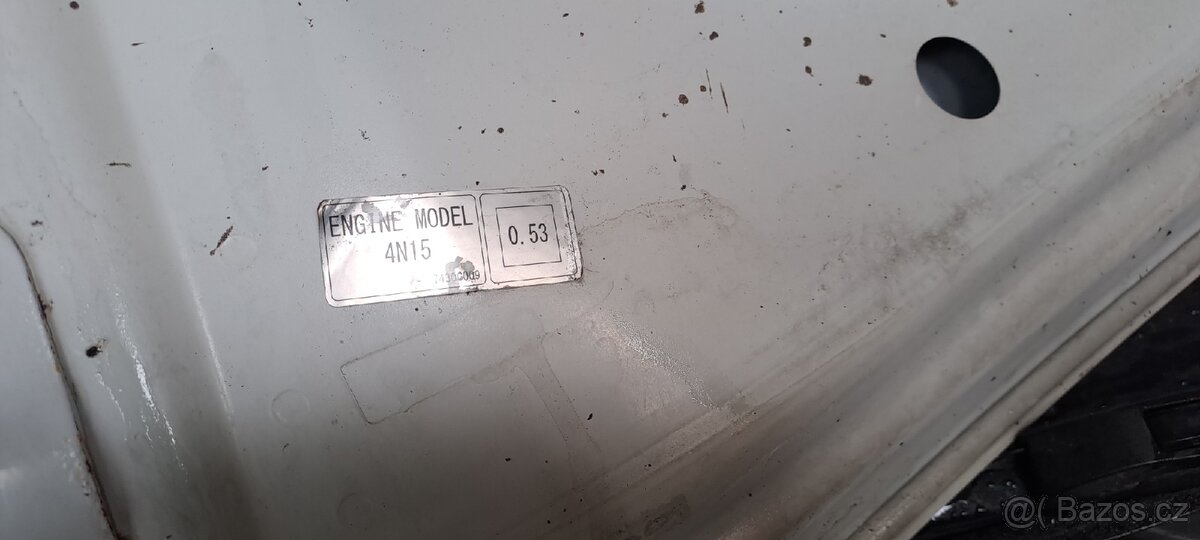 ENGINE MODEL
4N15
0.53
@( Bazos.cz